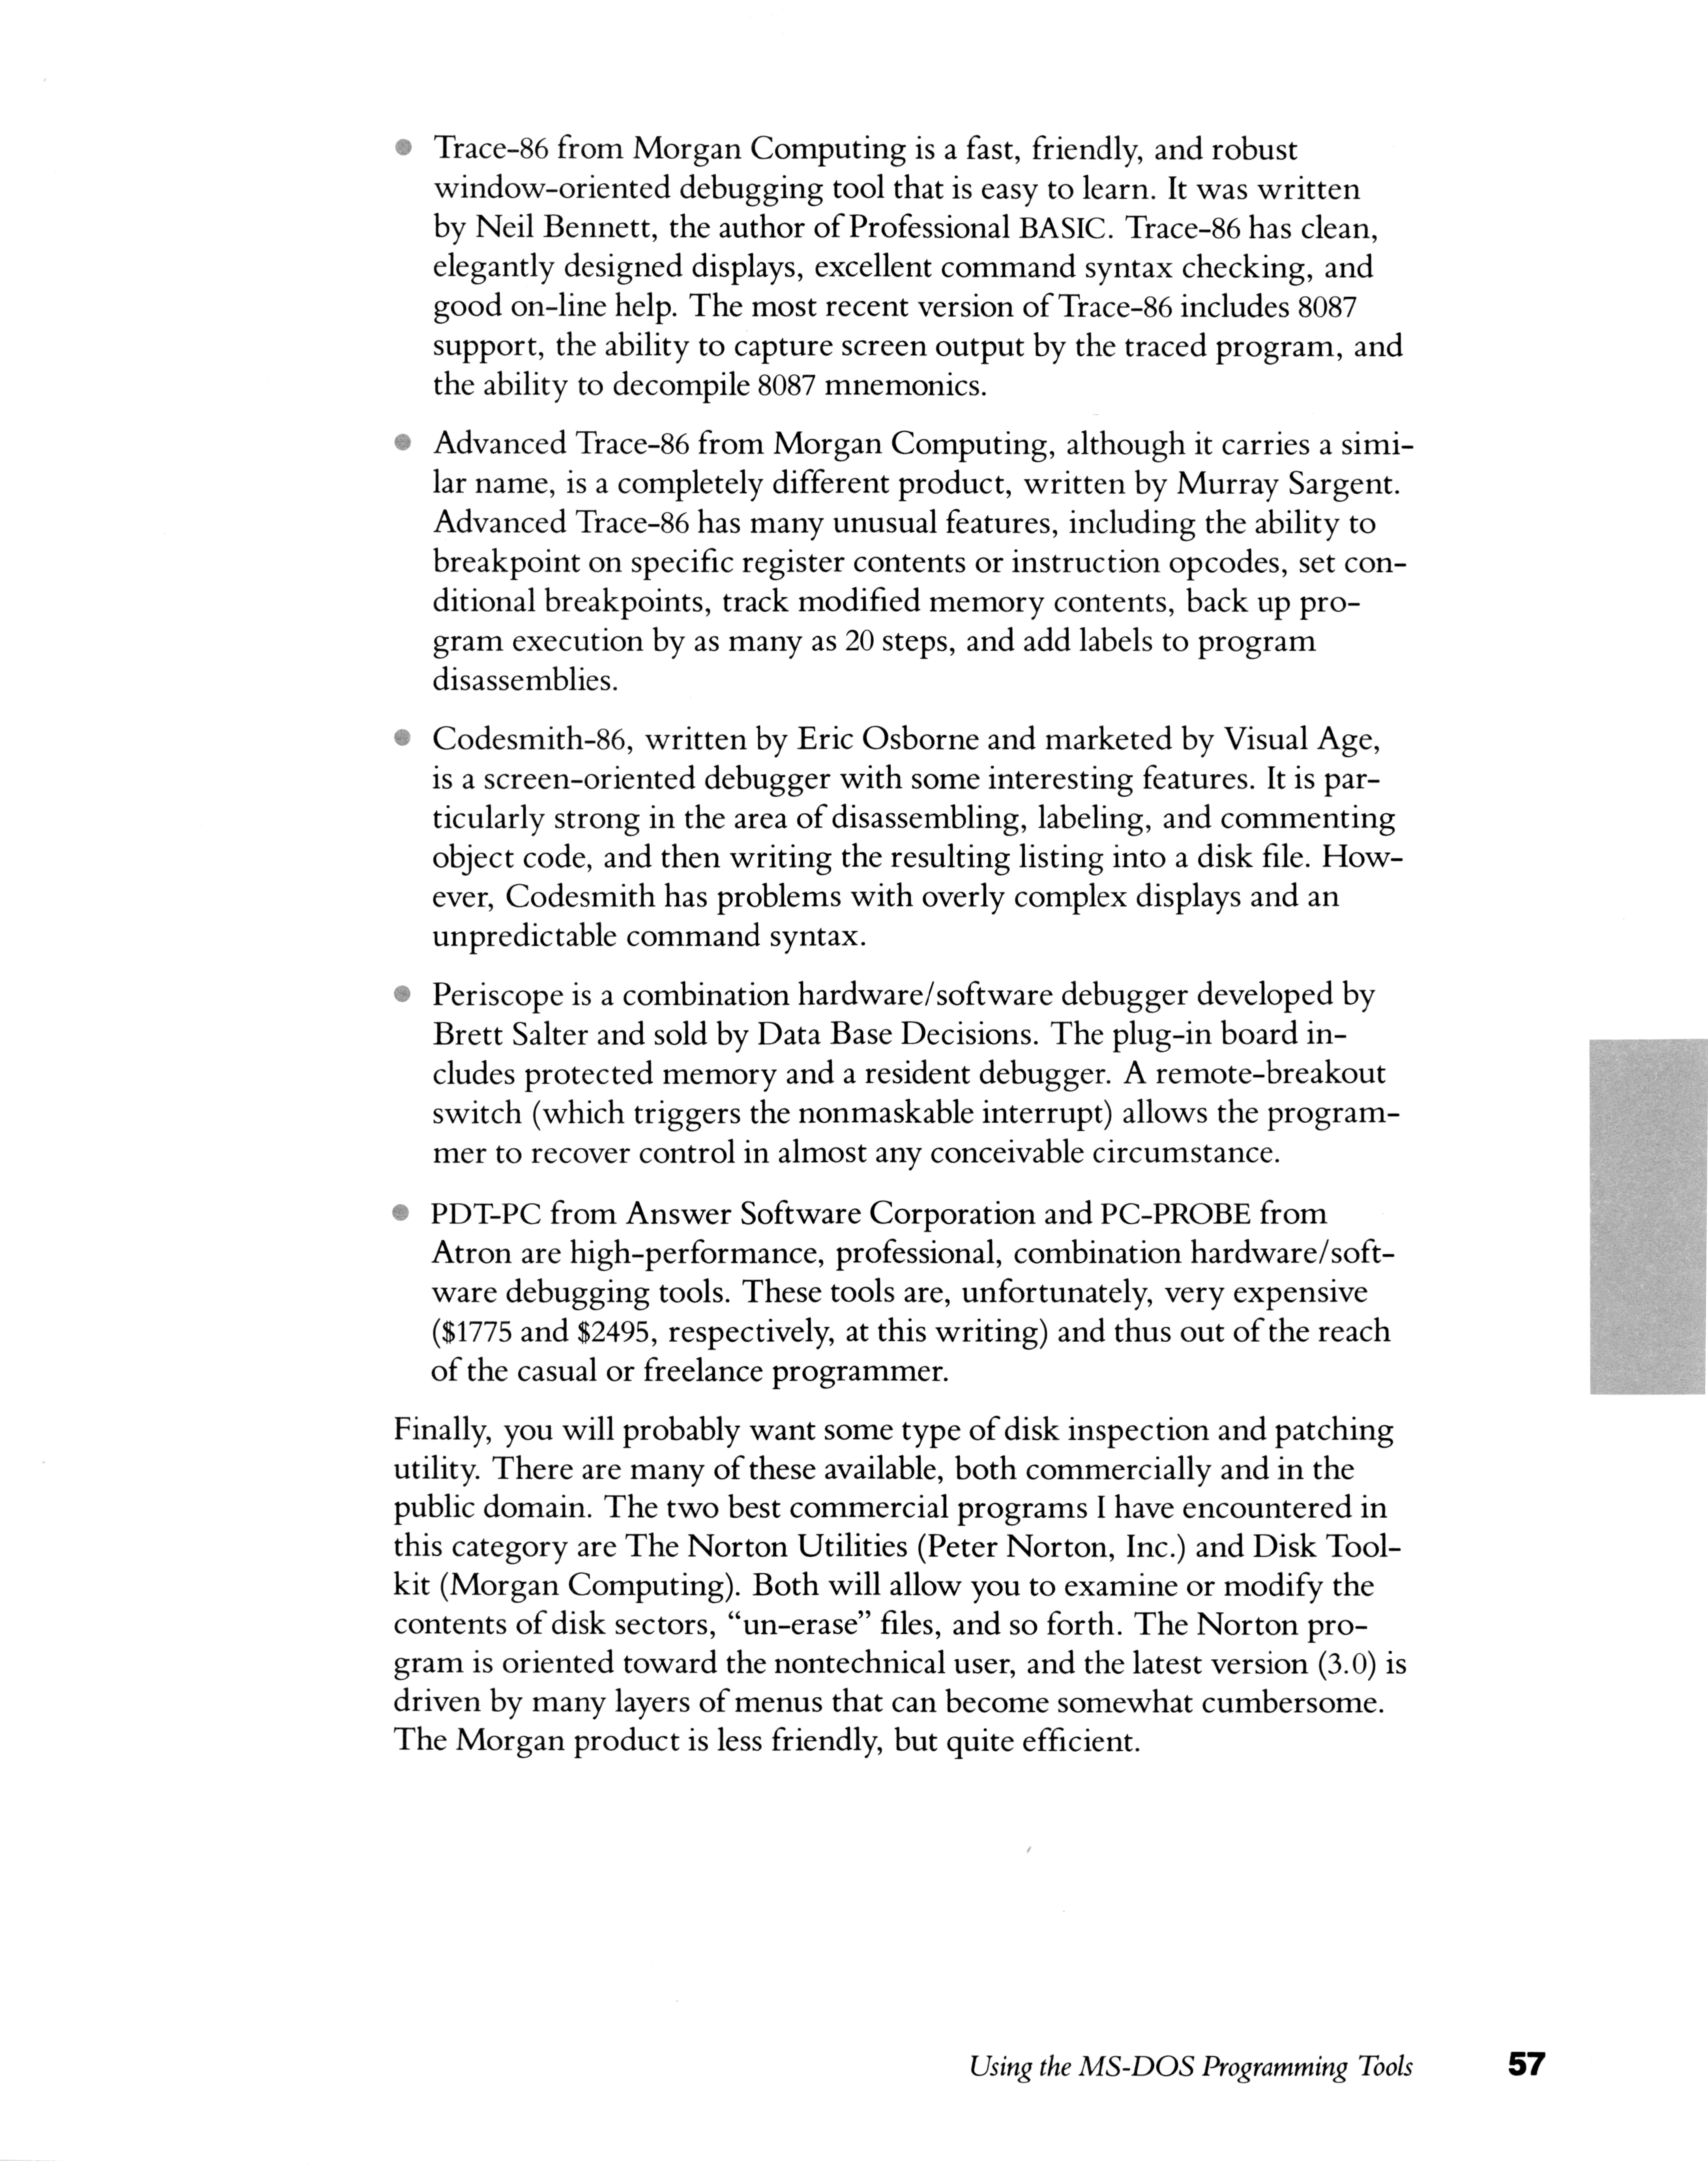 • Trace-86 from Morgan Computing is a fast, friendly, and robust
window-oriented debugging tool that is easy to learn. It was written
by Neil Bennett, the author of Professional BASIC. Trace-86 has clean,
elegantly designed displays, excellent command syntax checking, and
good on-line help. The most recent version of Trace-86 includes 8087
support, the ability to capture screen output by the traced program, and
the ability to decompile 8087 mnemonics.
• Advanced Trace-86 from Morgan Computing, although it carries a simi-
lar name, is a completely different product, written by Murray Sargent.
Advanced Trace-86 has many unusual features, including the ability to
breakpoint on specific register contents or instruction opcodes, set con-
ditional breakpoints, track modified memory contents, back up pro-
gram execution by as many as 20 steps, and add labels to program
disassemblies.
• Codesmith-86, written by Eric Osborne and marketed by Visual Age,
is a screen-oriented debugger with some interesting features. It is par-
ticularly strong in the area of disassembling, labeling, and commenting
object code, and then writing the resulting listing into a disk file. How-
ever, Codesmith has problems with overly complex displays and an
unpredictable command syntax.
• Periscope is a combination hardware/software debugger developed by
Brett Salter and sold by Data Base Decisions. The plug-in board in-
cludes protected memory and a resident debugger. A remote-breakout
switch (which triggers the nonmaskable interrupt) allows the program-
mer to recover control in almost any conceivable circumstance.
• PDT-PC from Answer Software Corporation and PC-PROBE from
Atron are high-performance, professional, combination hardware/soft-
ware debugging tools. These tools are, unfortunately, very expensive
($1775 and $2495, respectively, at this writing) and thus out of the reach
of the casual or freelance programmer.
Finally, you will probably want some type of disk inspection and patching
utility. There are many of these available, both commercially and in the
public domain. The two best commercial programs I have encountered in
this category are The Norton Utilities (Peter Norton, Inc.) and Disk Tool-
kit (Morgan Computing). Both will allow you to examine or modify the
contents of disk sectors, “un-erase” files, and so forth. The Norton pro-
gram is oriented toward the nontechnical user, and the latest version (3.0) is
driven by many layers of menus that can become somewhat cumbersome.
The Morgan product is less friendly, but quite efficient.
Using the MS-DOS Programming Tools 57